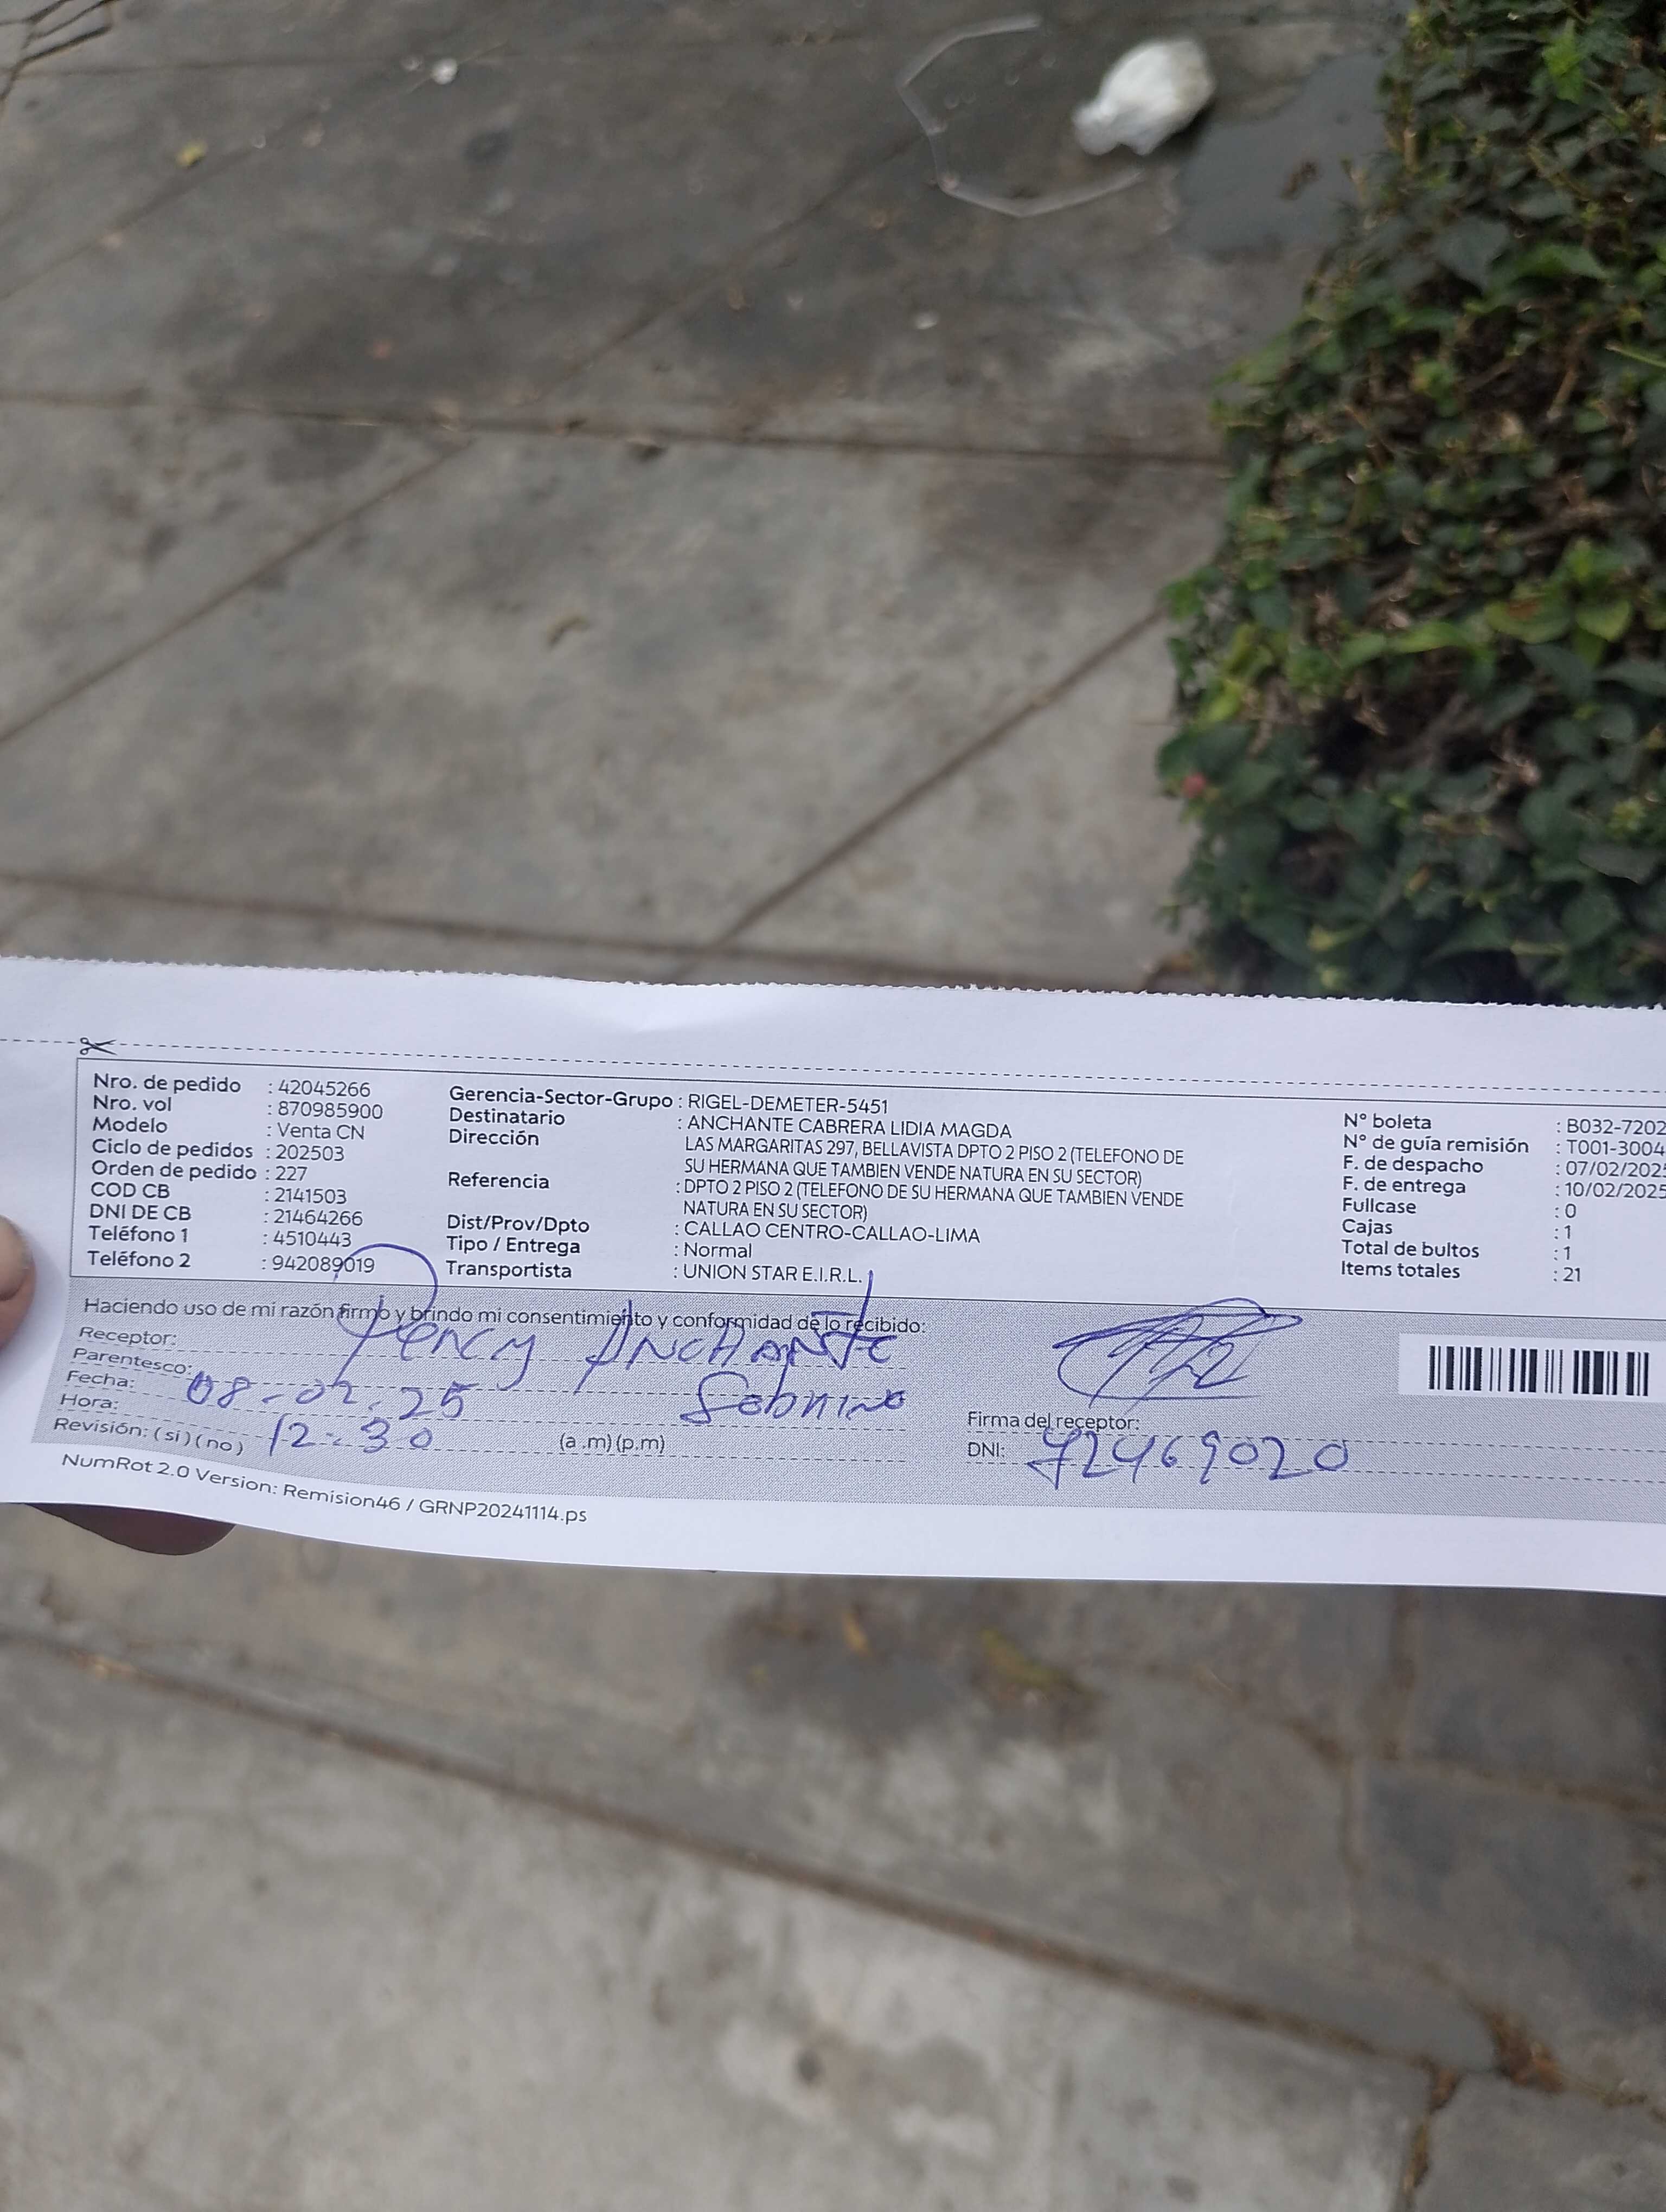 Nro. de pedido : 42045266
Nro. vol : 870985900
Modelo : Venta CN
Ciclo de pedidos : 202503
Orden de pedido : 227
COD CB : 2141503
DNI DE CB : 21464266
Teléfono 1 : 4510443
Teléfono 2 : 942089019
Gerencia-Sector-Grupo : RIGEL-DEMETER-5451
Destinatario : ANCHANTE CABRERA LIDIA MAGDA
Dirección LAS MARGARITAS 297, BELLAVISTA DPTO 2 PISO 2 (TELEFONO DE
SU HERMANA QUE TAMBIEN VENDE NATURA EN SU SECTOR)
Referencia : DPTO 2 PISO 2 (TELEFONO DE SU HERMANA QUE TAMBIEN VENDE
NATURA EN SU SECTOR)
Dist/Prov/Dpto : CALLAO CENTRO-CALLAO-LIMA
Tipo / Entrega : Normal
Transportista : UNION STAR E.I.R.L.
N° boleta : B032-7202
N° de guía remisión : T001-3004
F. de despacho : 07/02/2025
F. de entrega : 10/02/2025
Fullcase : 0
Cajas : 1
Total de bultos : 1
Items totales : 21
Haciendo uso de mi razón firmo y brindo mi consentimiento y conformidad de lo recibido:
Receptor: ANCHANTE
Parentesco: Sobrino
Fecha: 08-02-25
Hora: 12:30 (a .m) (p.m)
Revisión: (si) (no)
Firma del receptor:
DNI: 72469020
NumRot 2.0 Version: Remision46 / GRNP20241114.ps